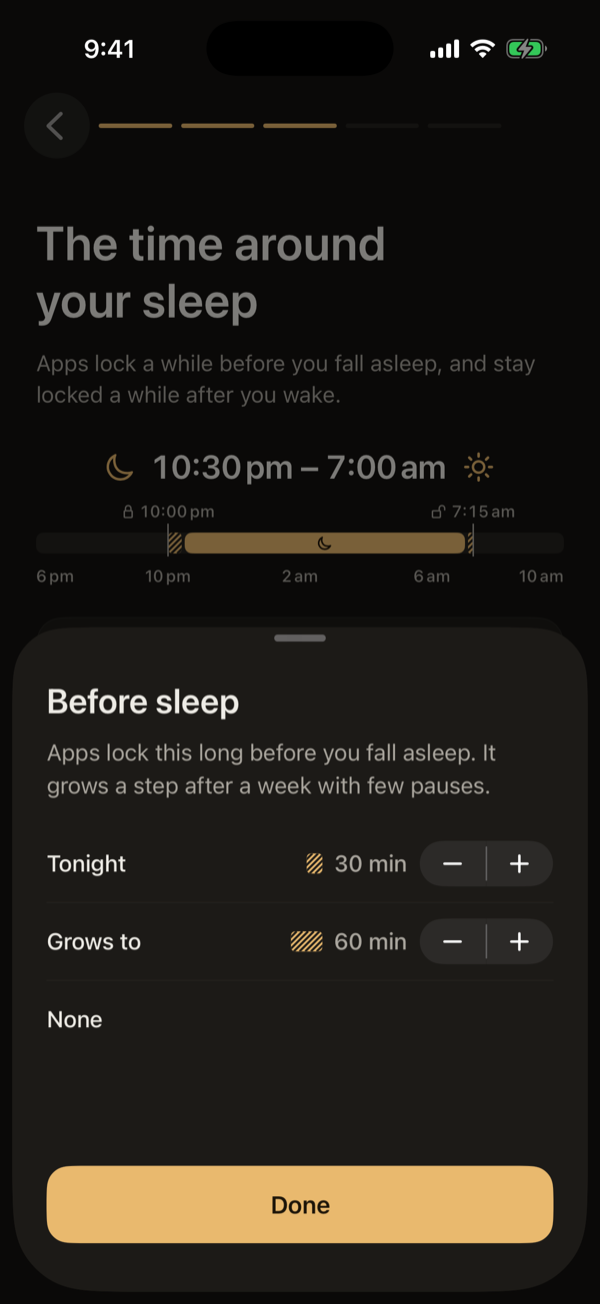 9:41
The time around
your sleep
Apps lock a while before you fall asleep, and stay
locked a while after you wake.
10:30 pm – 7:00 am
10:00 pm 7:15 am
6 pm 10 pm 2 am 6 am 10 am
Before sleep
Apps lock this long before you fall asleep. It
grows a step after a week with few pauses.
Tonight 30 min − +
Grows to 60 min − +
None
Done